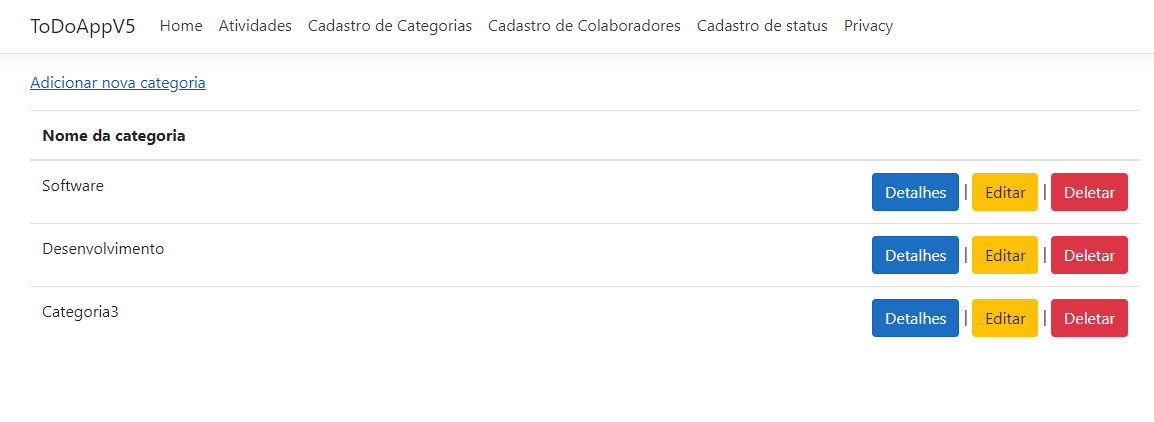 ToDoAppV5 Home Atividades Cadastro de Categorias Cadastro de Colaboradores Cadastro de status Privacy
Adicionar nova categoria
Nome da categoria
Software Detalhes | Editar | Deletar
Desenvolvimento Detalhes | Editar | Deletar
Categoria3 Detalhes | Editar | Deletar